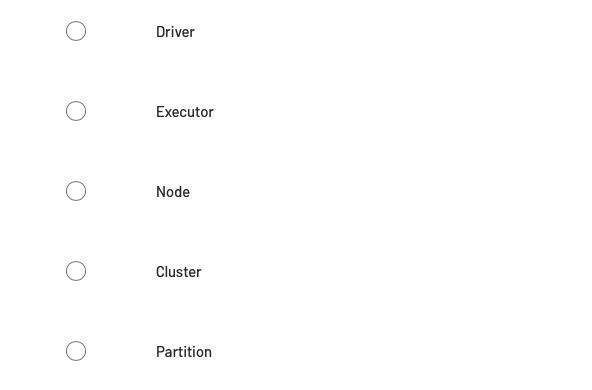 Driver
Executor
Node
Cluster
Partition